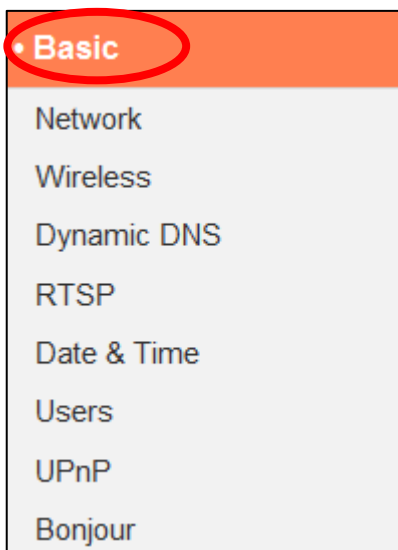 • Basic
Network
Wireless
Dynamic DNS
RTSP
Date & Time
Users
UPnP
Bonjour